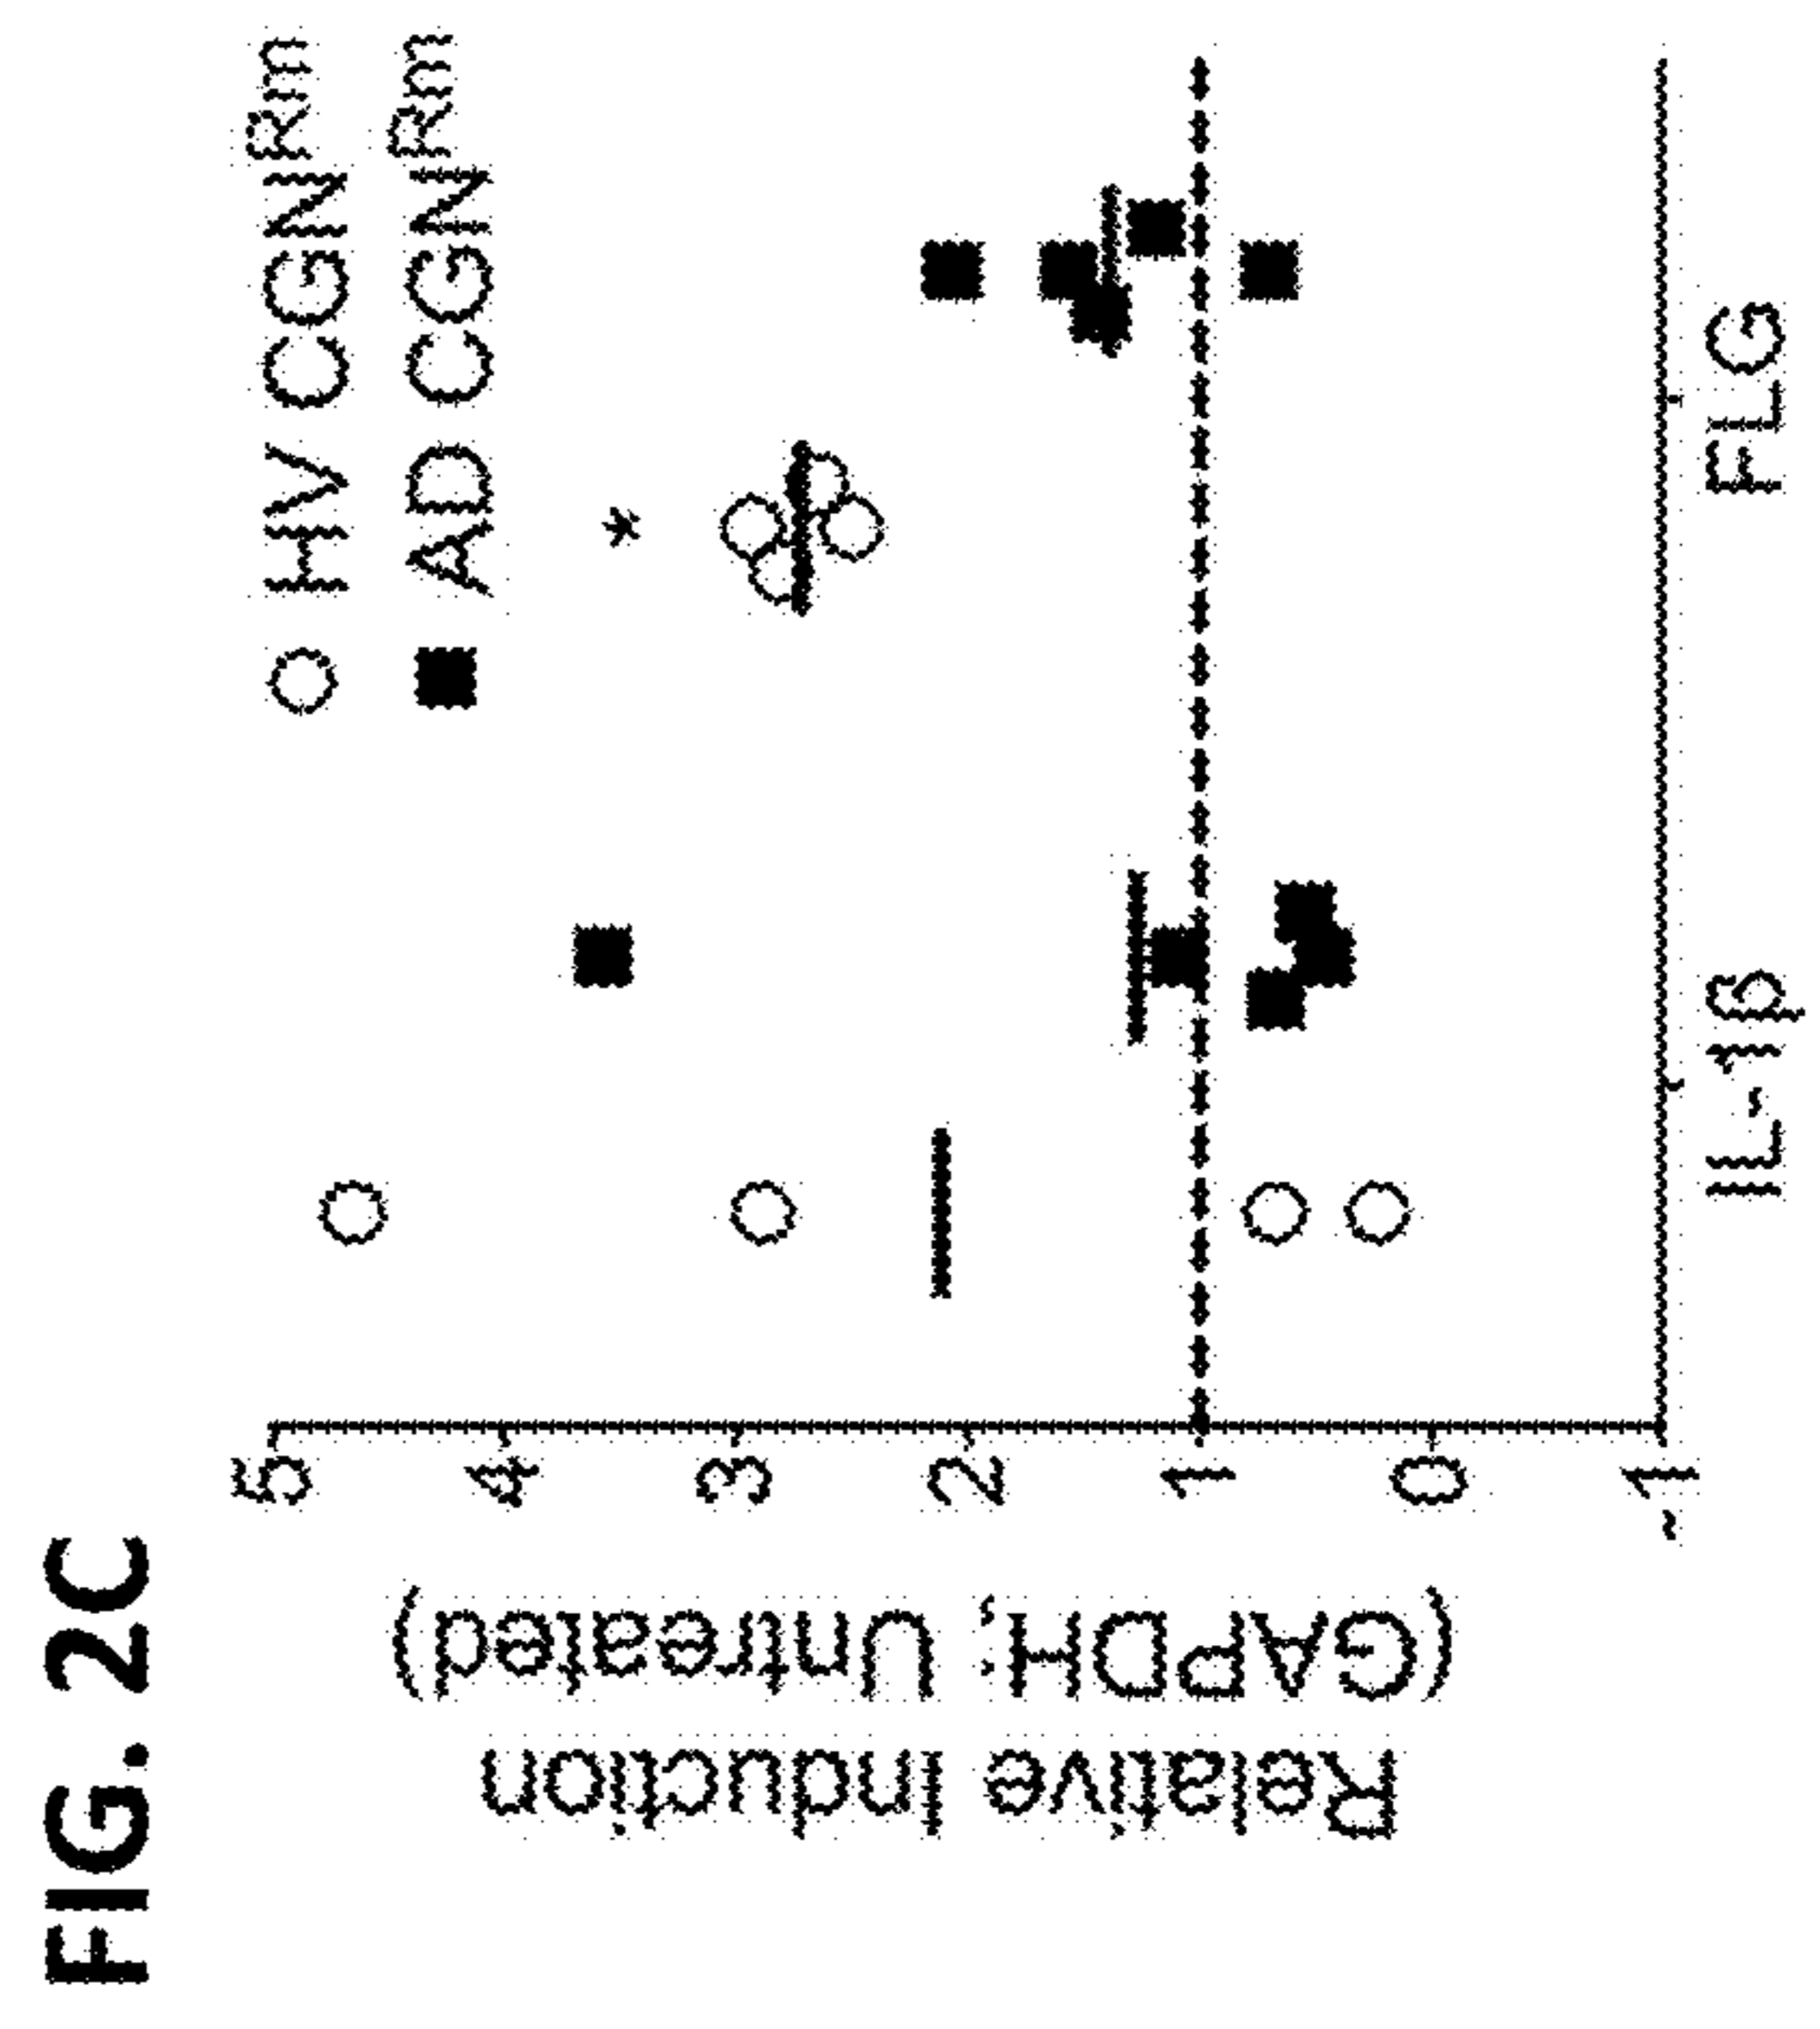 FIG. 2C
Relative Induction
(GAPDH; Untreated)
5
4
3
2
1
0
-1
HV CGN Rm
AD CGN Rm
*
IL-1β
FLG